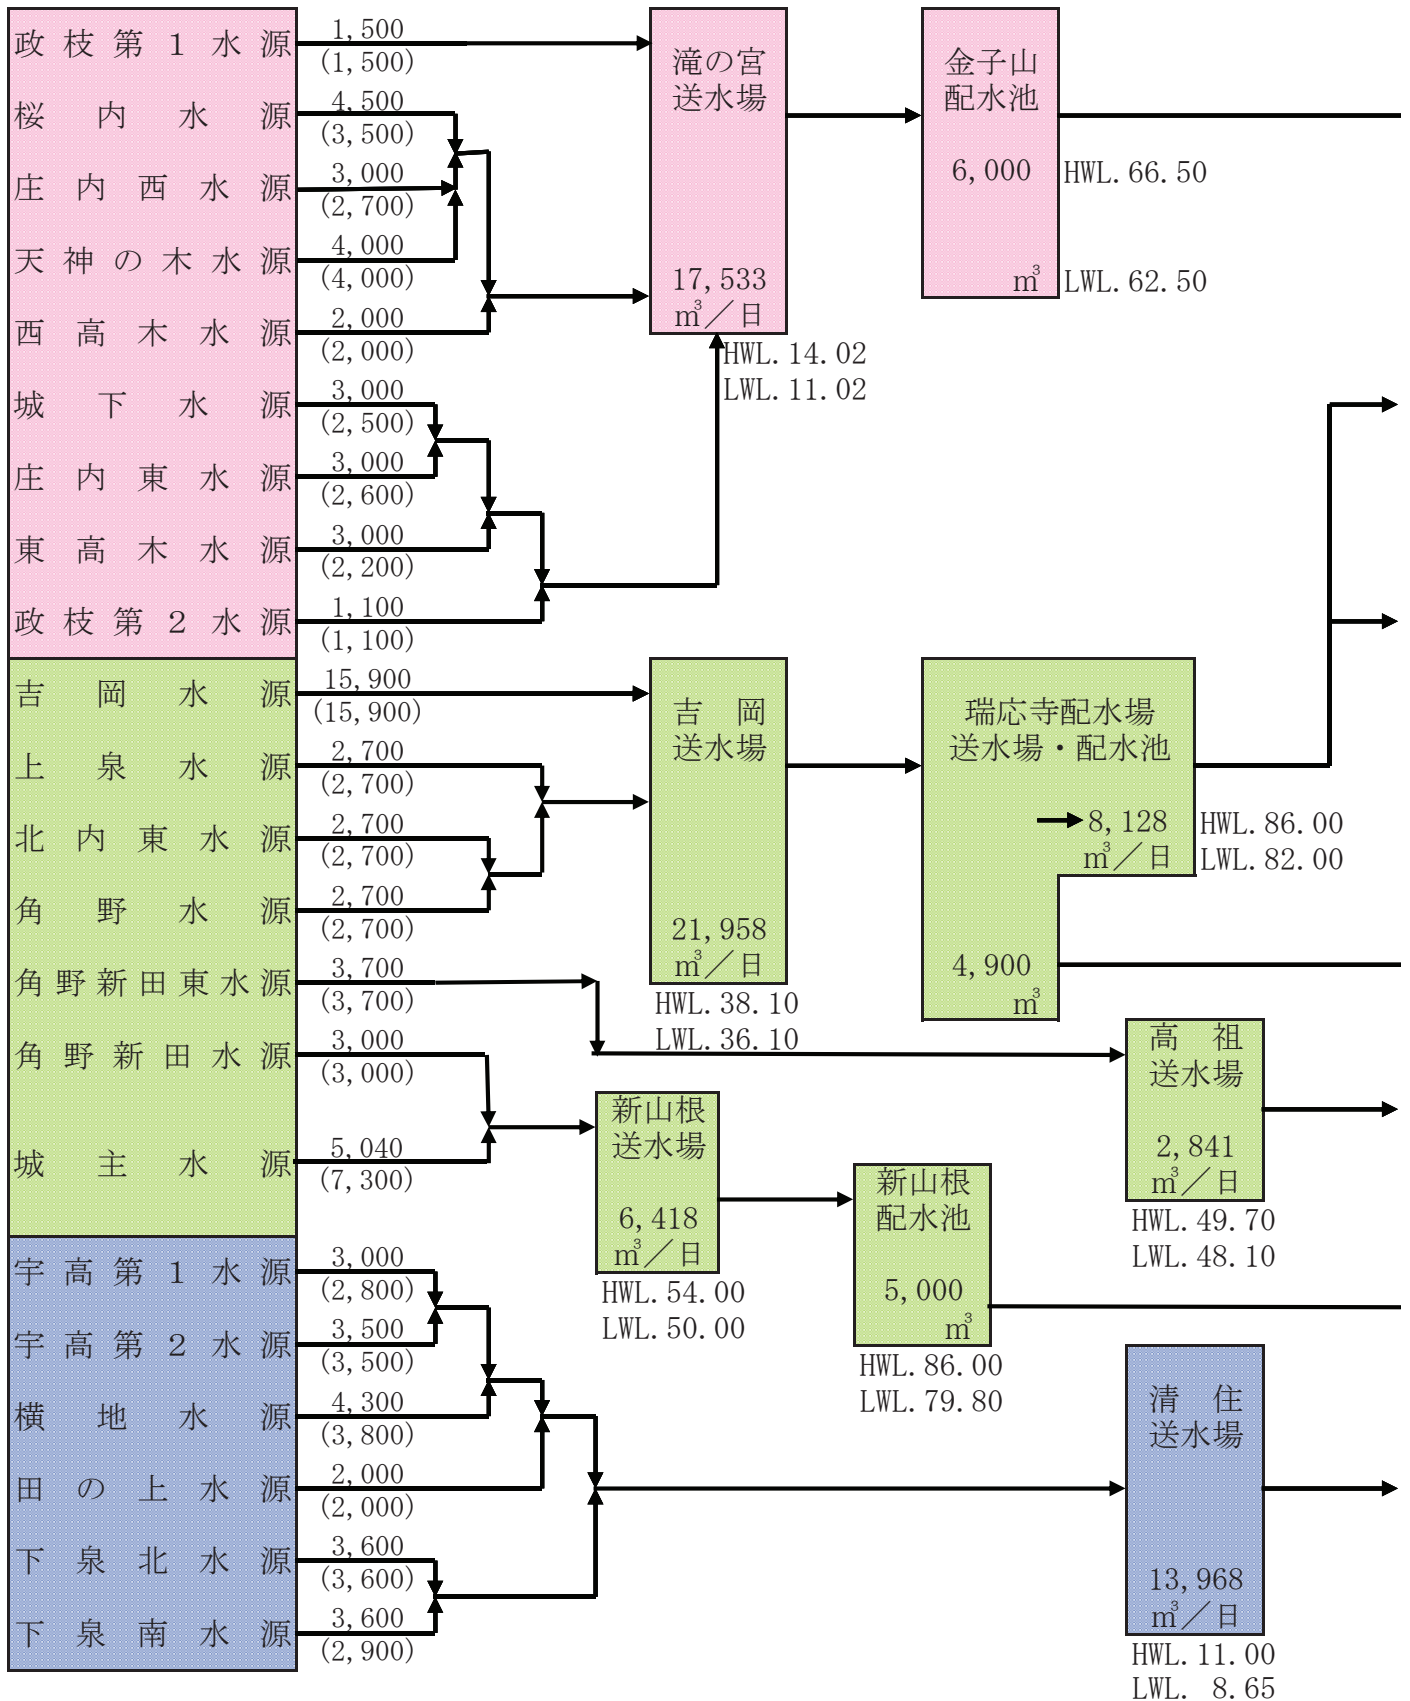 政枝第１水源
1,500
(1,500)
桜内水源
4,500
(3,500)
庄内西水源
3,000
(2,700)
天神の木水源
4,000
(4,000)
西高木水源
2,000
(2,000)
城下水源
3,000
(2,500)
庄内東水源
3,000
(2,600)
東高木水源
3,000
(2,200)
政枝第２水源
1,100
(1,100)
滝の宮
送水場
17,533
㎥／日
HWL.14.02
LWL.11.02
金子山
配水池
6,000
㎥
HWL.66.50
LWL.62.50
吉岡水源
15,900
(15,900)
上泉水源
2,700
(2,700)
北内東水源
2,700
(2,700)
角野水源
2,700
(2,700)
角野新田東水源
3,700
(3,700)
角野新田水源
3,000
(3,000)
城主水源
5,040
(7,300)
吉岡
送水場
21,958
㎥／日
HWL.38.10
LWL.36.10
瑞応寺配水場
送水場・配水池
8,128
㎥／日
4,900
㎥
HWL.86.00
LWL.82.00
高祖
送水場
2,841
㎥／日
HWL.49.70
LWL.48.10
新山根
送水場
6,418
㎥／日
HWL.54.00
LWL.50.00
新山根
配水池
5,000
㎥
HWL.86.00
LWL.79.80
宇高第１水源
3,000
(2,800)
宇高第２水源
3,500
(3,500)
横地水源
4,300
(3,800)
田の上水源
2,000
(2,000)
下泉北水源
3,600
(3,600)
下泉南水源
3,600
(2,900)
清住
送水場
13,968
㎥／日
HWL.11.00
LWL. 8.65